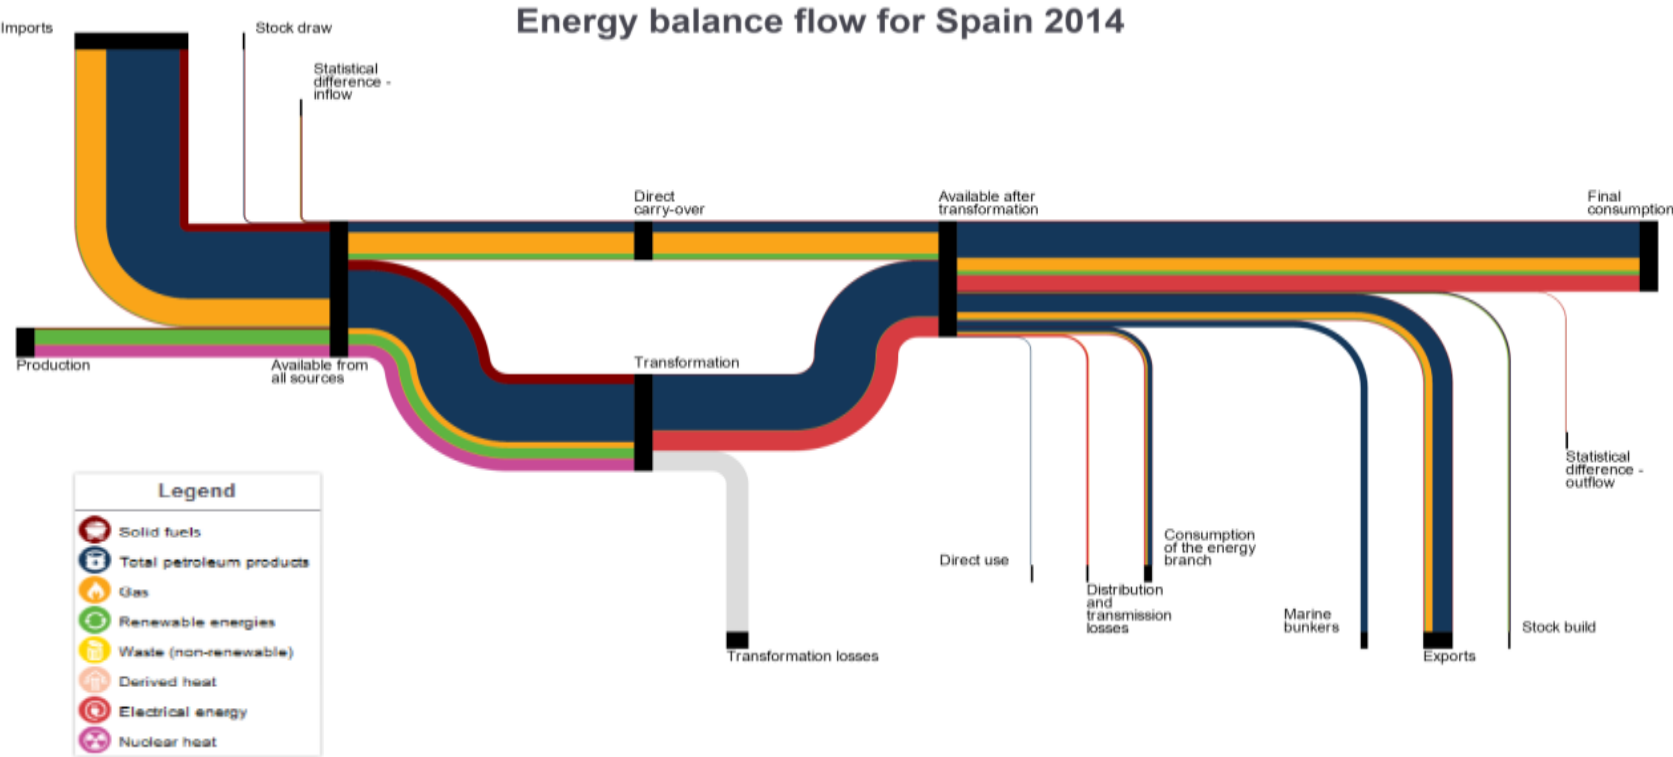 Energy balance flow for Spain 2014
Imports
Stock draw
Statistical
difference -
inflow
Direct
carry-over
Available after
transformation
Final
consumption
Production
Available from
all sources
Transformation
Statistical
difference -
outflow
Legend
Solid fuels
Total petroleum products
Gas
Renewable energies
Waste (non-renewable)
Derived heat
Electrical energy
Nuclear heat
Transformation losses
Direct use
Distribution
and
transmission
losses
Consumption
of the energy
branch
Marine
bunkers
Exports
Stock build